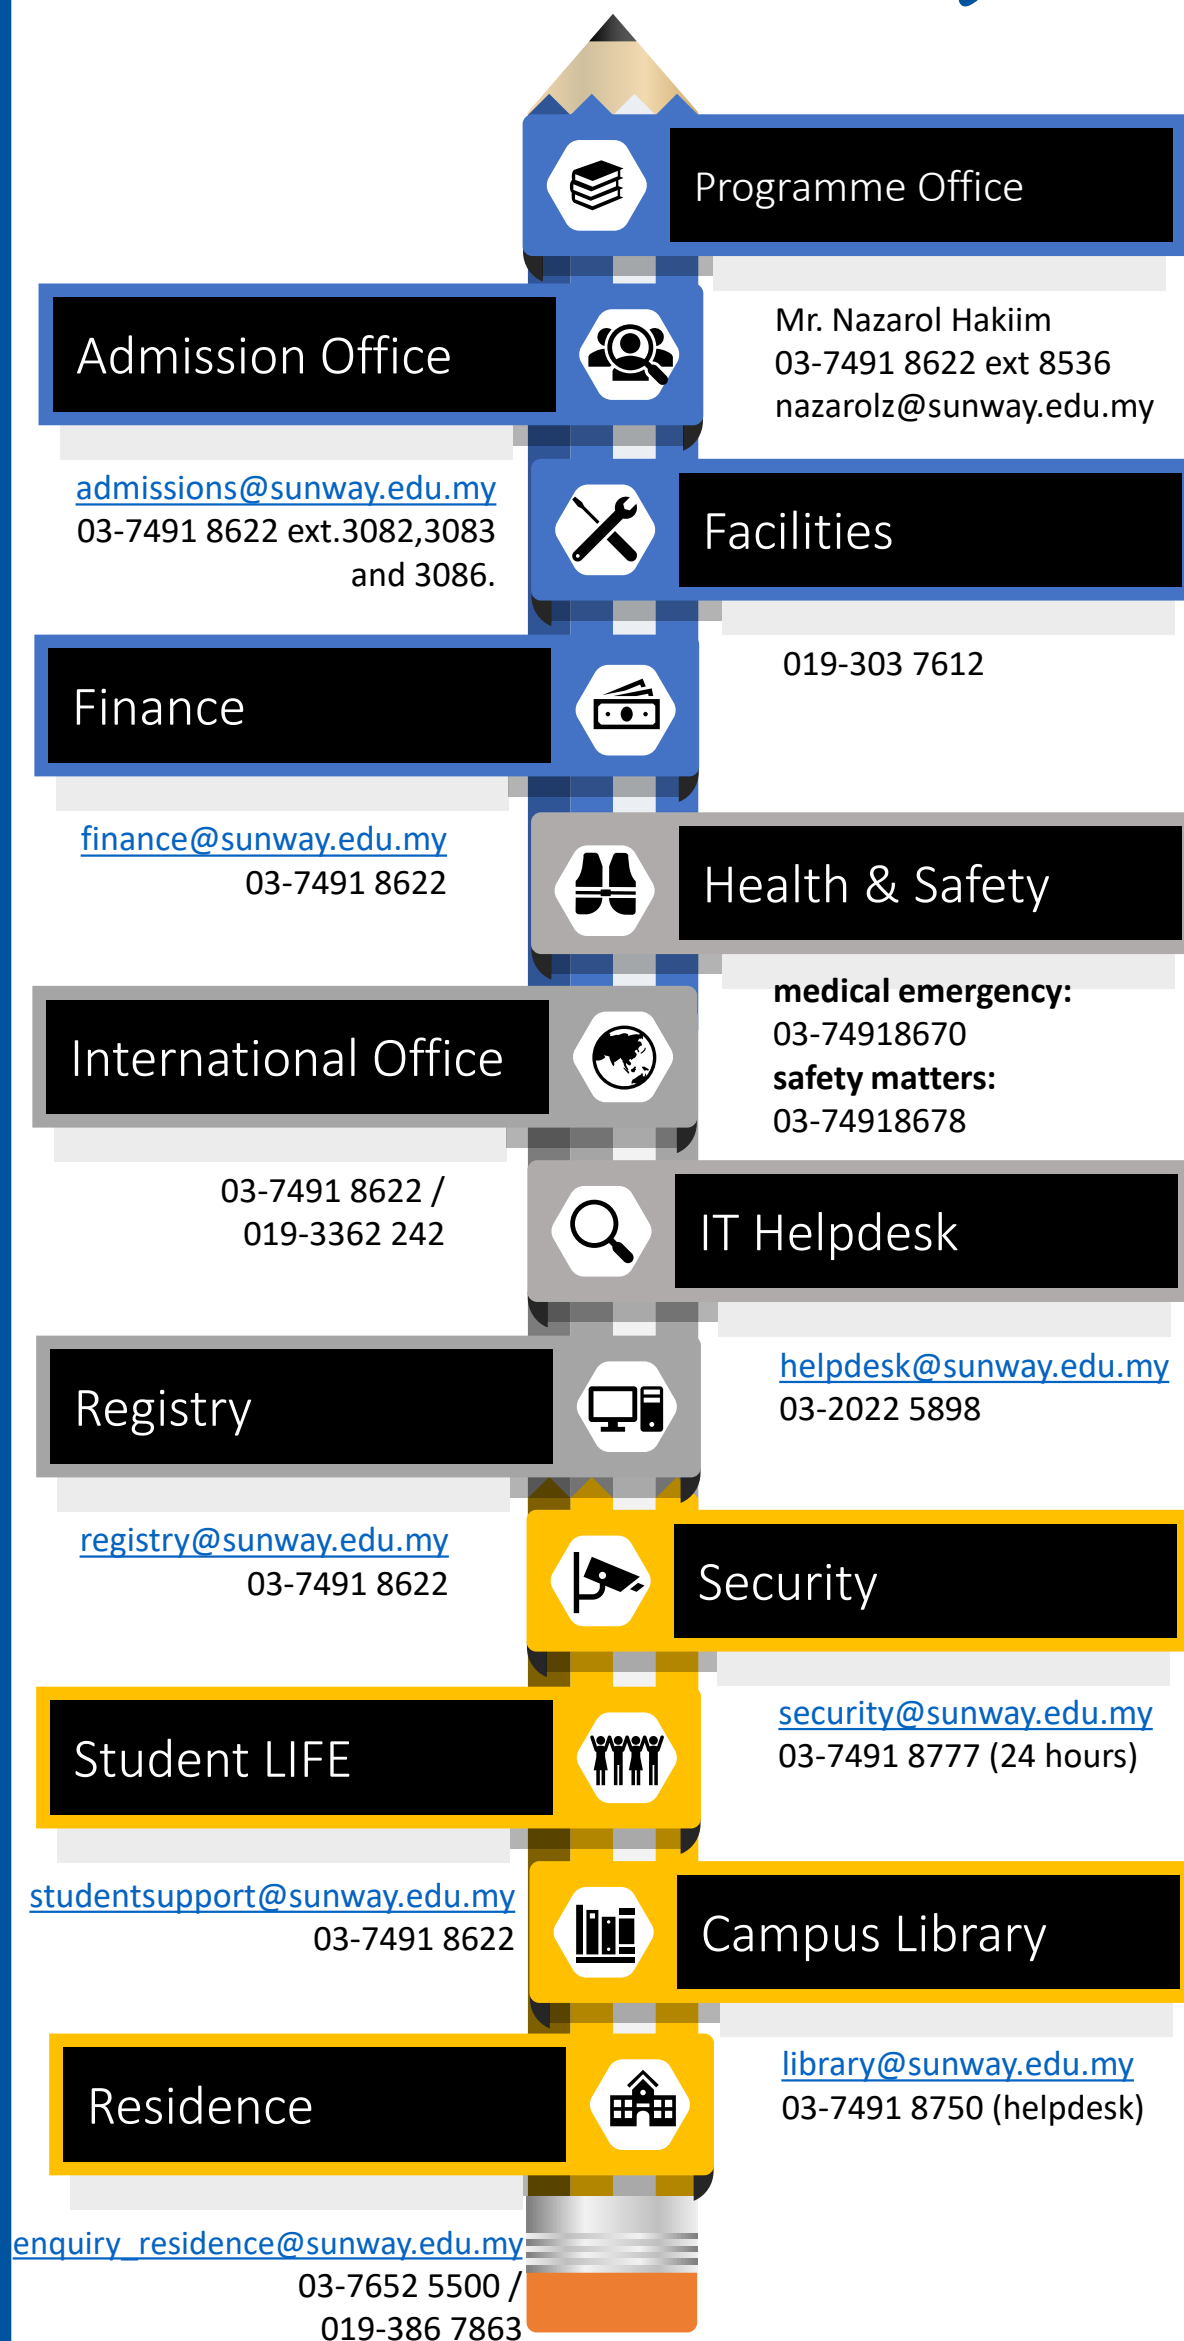 Programme Office
Mr. Nazarol Hakiim
03-7491 8622 ext 8536
nazarolz@sunway.edu.my
Admission Office
admissions@sunway.edu.my
03-7491 8622 ext.3082,3083
and 3086.
Facilities
019-303 7612
Finance
finance@sunway.edu.my
03-7491 8622
Health & Safety
medical emergency:
03-74918670
safety matters:
03-74918678
International Office
03-7491 8622 /
019-3362 242
IT Helpdesk
helpdesk@sunway.edu.my
03-2022 5898
Registry
registry@sunway.edu.my
03-7491 8622
Security
security@sunway.edu.my
03-7491 8777 (24 hours)
Student LIFE
studentsupport@sunway.edu.my
03-7491 8622
Campus Library
library@sunway.edu.my
03-7491 8750 (helpdesk)
Residence
enquiry_residence@sunway.edu.my
03-7652 5500 /
019-386 7863